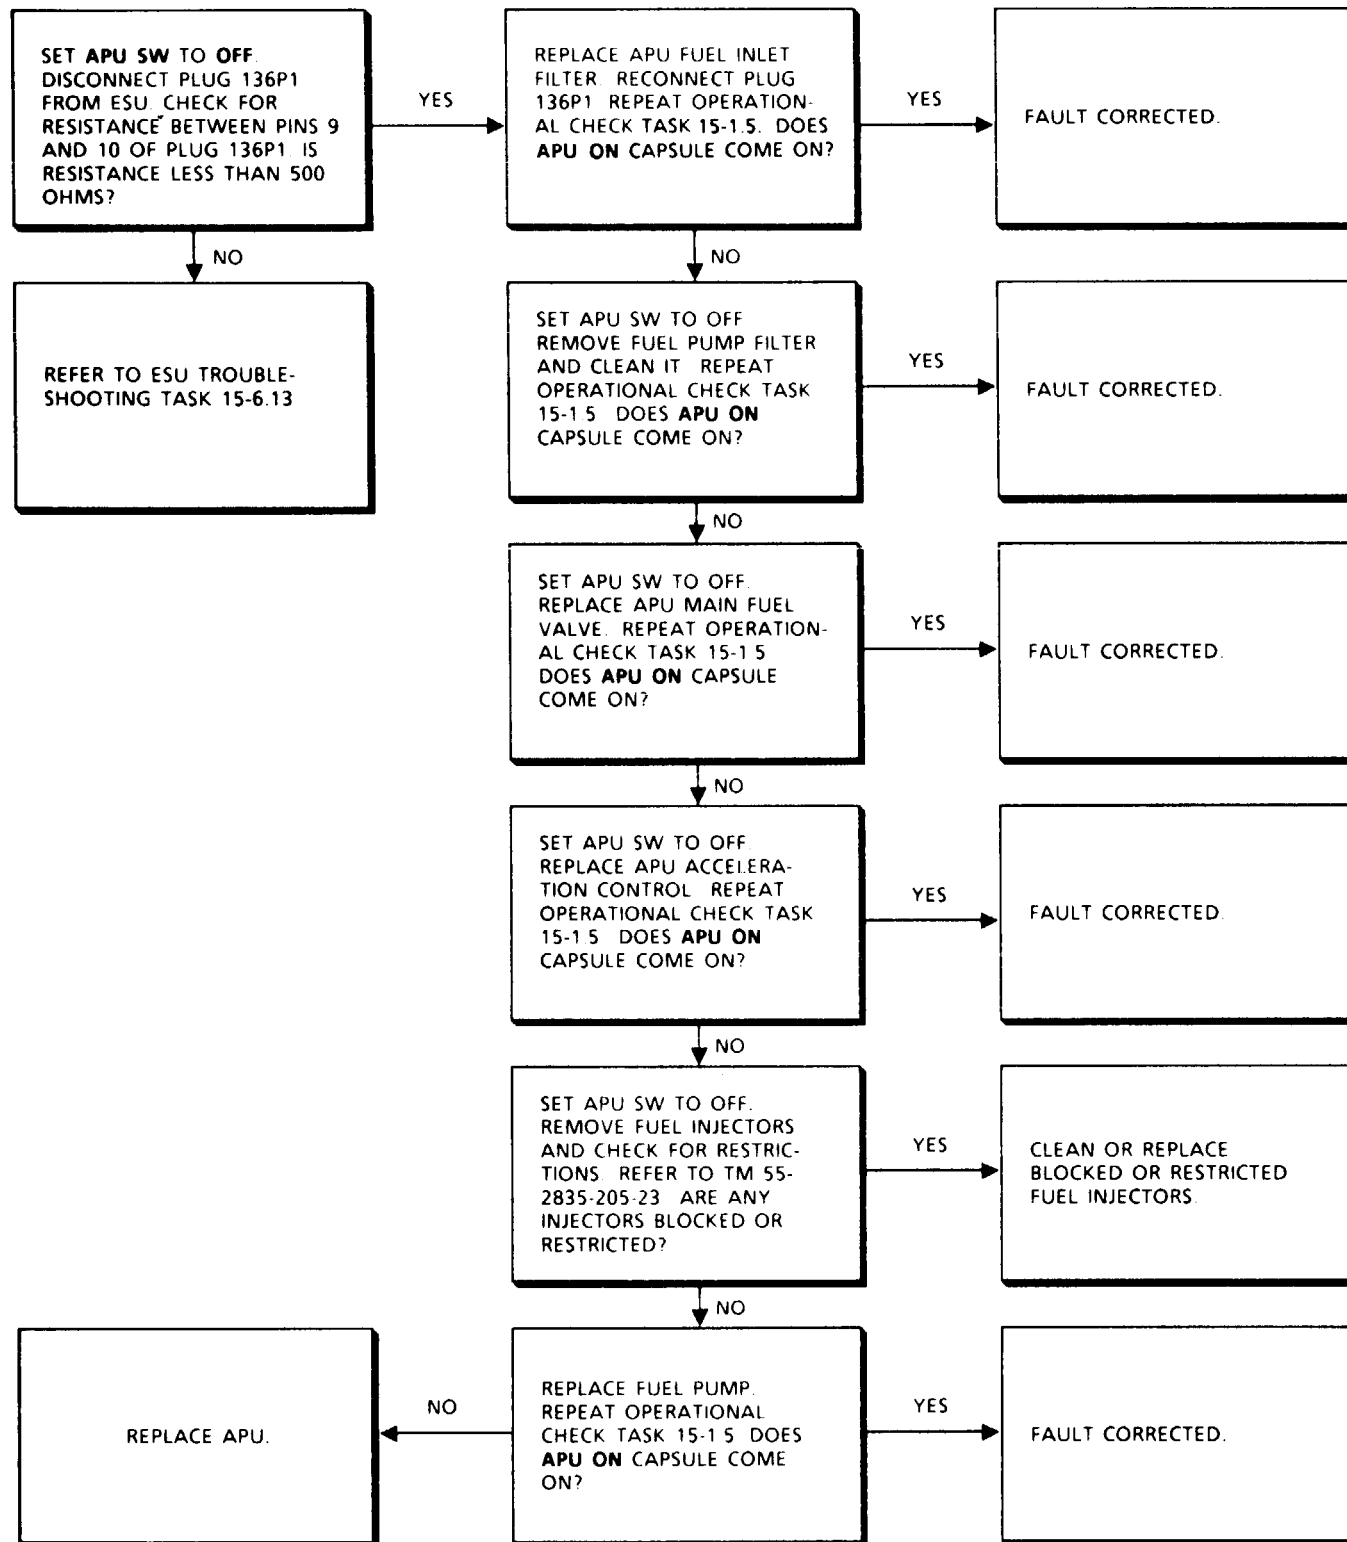 SET APU SW TO OFF.
DISCONNECT PLUG 136P1
FROM ESU. CHECK FOR
RESISTANCE BETWEEN PINS 9
AND 10 OF PLUG 136P1. IS
RESISTANCE LESS THAN 500
OHMS?
YES
REPLACE APU FUEL INLET
FILTER. RECONNECT PLUG
136P1. REPEAT OPERATION-
AL CHECK TASK 15-1.5. DOES
APU ON CAPSULE COME ON?
YES
FAULT CORRECTED.
NO
NO
REFER TO ESU TROUBLE-
SHOOTING TASK 15-6.13
SET APU SW TO OFF
REMOVE FUEL PUMP FILTER
AND CLEAN IT REPEAT
OPERATIONAL CHECK TASK
15-1.5 DOES APU ON
CAPSULE COME ON?
YES
FAULT CORRECTED.
NO
SET APU SW TO OFF.
REPLACE APU MAIN FUEL
VALVE. REPEAT OPERATION-
AL CHECK TASK 15-1 5
DOES APU ON CAPSULE
COME ON?
YES
FAULT CORRECTED.
NO
SET APU SW TO OFF.
REPLACE APU ACCELERA-
TION CONTROL REPEAT
OPERATIONAL CHECK TASK
15-1 5 DOES APU ON
CAPSULE COME ON?
YES
FAULT CORRECTED.
NO
SET APU SW TO OFF.
REMOVE FUEL INJECTORS
AND CHECK FOR RESTRIC-
TIONS. REFER TO TM 55-
2835-205-23 ARE ANY
INJECTORS BLOCKED OR
RESTRICTED?
YES
CLEAN OR REPLACE
BLOCKED OR RESTRICTED
FUEL INJECTORS.
NO
REPLACE APU.
NO
REPLACE FUEL PUMP.
REPEAT OPERATIONAL
CHECK TASK 15-1 5 DOES
APU ON CAPSULE COME
ON?
YES
FAULT CORRECTED.